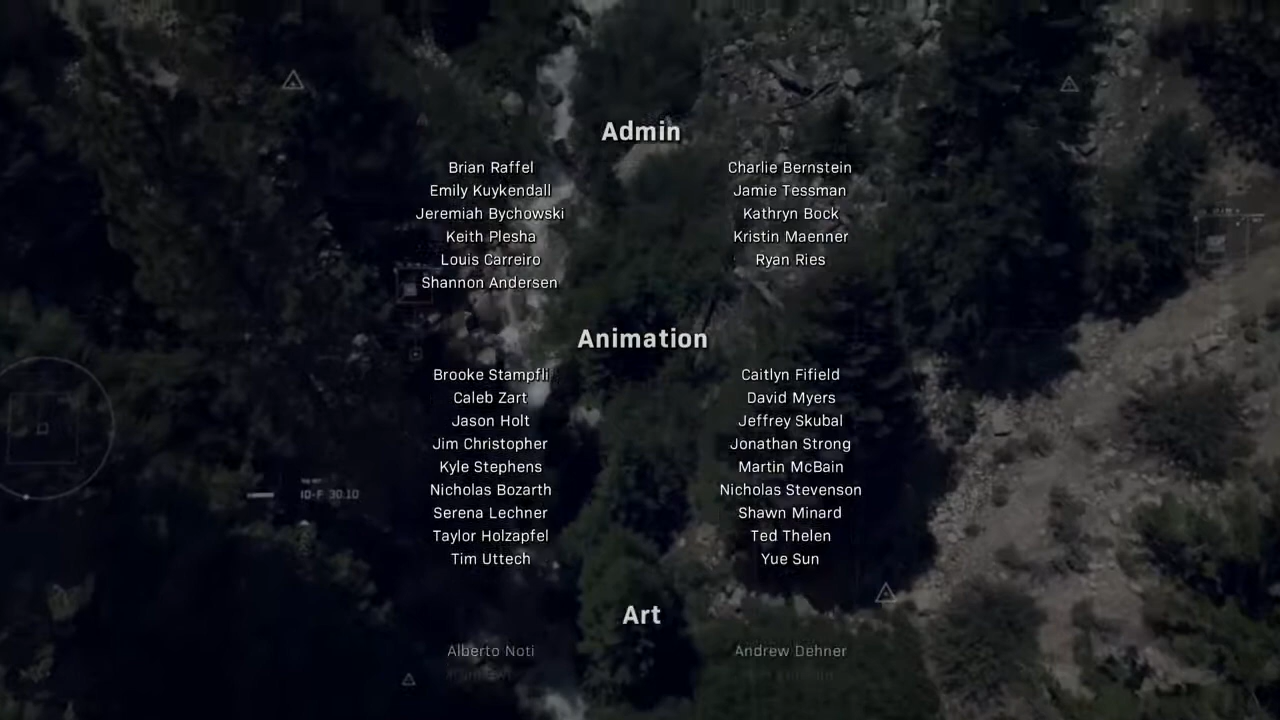 Admin
Brian Raffel Charlie Bernstein
Emily Kuykendall Jamie Tessman
Jeremiah Bychowski Kathryn Bock
Keith Plesha Kristin Maenner
Louis Carreiro Ryan Ries
Shannon Andersen
Animation
Brooke Stampfli Caitlyn Fifield
Caleb Zart David Myers
Jason Holt Jeffrey Skubal
Jim Christopher Jonathan Strong
Kyle Stephens Martin McBain
Nicholas Bozarth Nicholas Stevenson
Serena Lechner Shawn Minard
Taylor Holzapfel Ted Thelen
Tim Uttech Yue Sun
IO-F 30.10
Art
Alberto Noti Andrew Dehner